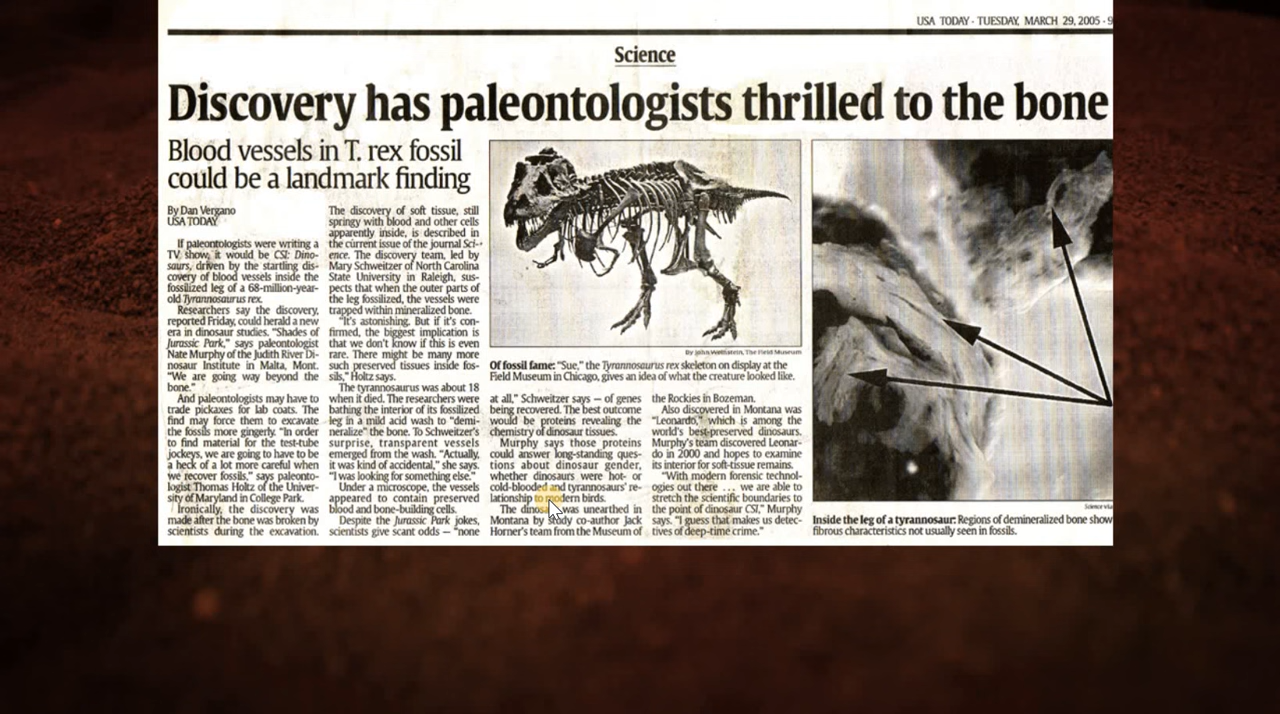 USA TODAY · TUESDAY, MARCH 29, 2005 · 9
Science
Discovery has paleontologists thrilled to the bone
Blood vessels in T. rex fossil
could be a landmark finding
By Dan Vergano
USA TODAY
If paleontologists were writing a
TV show, it would be CSI: Dino-
saurs, driven by the startling dis-
covery of blood vessels inside the
fossilized leg of a 68-million-year-
old Tyrannosaurus rex.
Researchers say the discovery,
reported Friday, could herald a new
era in dinosaur studies. "Shades of
Jurassic Park," says paleontologist
Nate Murphy of the Judith River Di-
nosaur Institute in Malta, Mont.
"We are going way beyond the
bone."
And paleontologists may have to
trade pickaxes for lab coats. The
find may force them to excavate
the fossils more gingerly. "In order
to find material for the test-tube
jockeys, we are going to have to be
a heck of a lot more careful when
we recover fossils," says paleonto-
logist Thomas Holtz of the Univer-
sity of Maryland in College Park.
Ironically, the discovery was
made after the bone was broken by
scientists during the excavation.
The discovery of soft tissue, still
springy with blood and other cells
apparently inside, is described in
the current issue of the journal Sci-
ence. The discovery team, led by
Mary Schweitzer of North Carolina
State University in Raleigh, sus-
pects that when the outer parts of
the leg fossilized, the vessels were
trapped within mineralized bone.
"It's astonishing. But if it's con-
firmed, the biggest implication is
that we don't know if this is even
rare. There might be many more
such preserved tissues inside fos-
sils," Holtz says.
The tyrannosaurus was about 18
when it died. The researchers were
bathing the interior of its fossilized
leg in a mild acid wash to "demi-
neralize" the bone. To Schweitzer's
surprise, transparent vessels
emerged from the wash. "Actually,
it was kind of accidental," she says.
"I was looking for something else."
Under a microscope, the vessels
appeared to contain preserved
blood and bone-building cells.
Despite the Jurassic Park jokes,
scientists give scant odds — "none
By John Weinstein, The Field Museum
Of fossil fame: "Sue," the Tyrannosaurus rex skeleton on display at the
Field Museum in Chicago, gives an idea of what the creature looked like.
at all," Schweitzer says — of genes
being recovered. The best outcome
would be proteins revealing the
chemistry of dinosaur tissues.
Murphy says those proteins
could answer long-standing ques-
tions about dinosaur gender,
whether dinosaurs were hot- or
cold-blooded and tyrannosaurs' re-
lationship to modern birds.
The dinosaur was unearthed in
Montana by study co-author Jack
Horner's team from the Museum of
the Rockies in Bozeman.
Also discovered in Montana was
"Leonardo," which is among the
world's best-preserved dinosaurs.
Murphy's team discovered Leonar-
do in 2000 and hopes to examine
its interior for soft-tissue remains.
"With modern forensic technol-
ogies out there ... we are able to
stretch the scientific boundaries to
the point of dinosaur CSI," Murphy
says. "I guess that makes us detec-
tives of deep-time crime."
Science via
Inside the leg of a tyrannosaur: Regions of demineralized bone show
fibrous characteristics not usually seen in fossils.